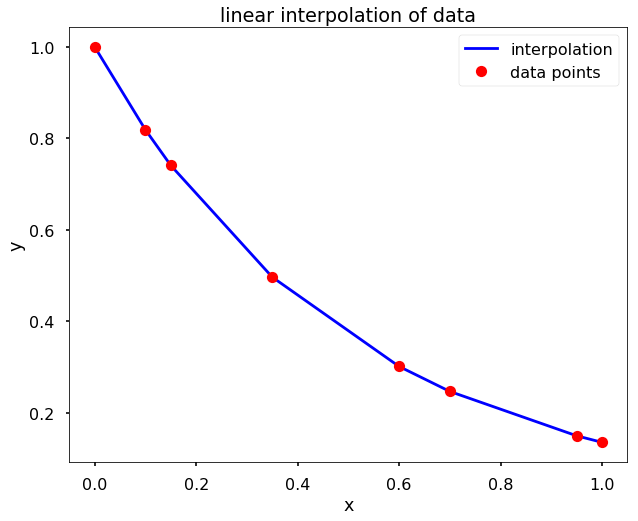 linear interpolation of data
interpolation
data points
1.0
0.8
0.6
0.4
0.2
y
0.0 0.2 0.4 0.6 0.8 1.0
x